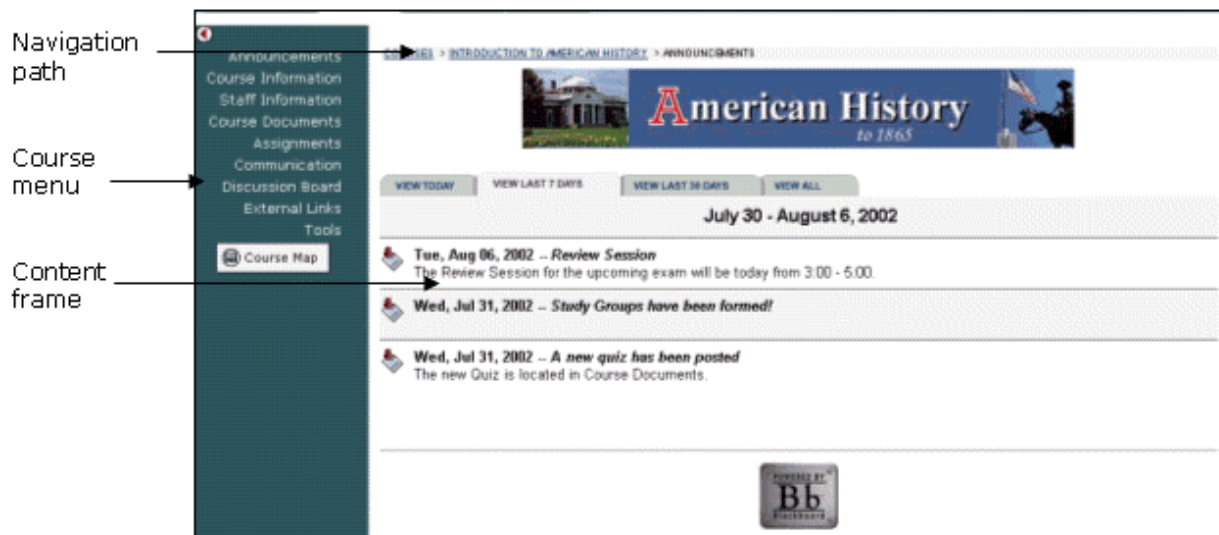 Navigation
path
Course
menu
Content
frame
Announcements
Course Information
Staff Information
Course Documents
Assignments
Communication
Discussion Board
External Links
Tools
Course Map
COURSES > INTRODUCTION TO AMERICAN HISTORY > ANNOUNCEMENTS
American History
to 1865
VIEW TODAY VIEW LAST 7 DAYS VIEW LAST 30 DAYS VIEW ALL
July 30 - August 6, 2002
Tue, Aug 06, 2002 -- Review Session
The Review Session for the upcoming exam will be today from 3:00 - 5:00.
Wed, Jul 31, 2002 -- Study Groups have been formed!
Wed, Jul 31, 2002 -- A new quiz has been posted
The new Quiz is located in Course Documents.
POWERED BY
Bb
Blackboard